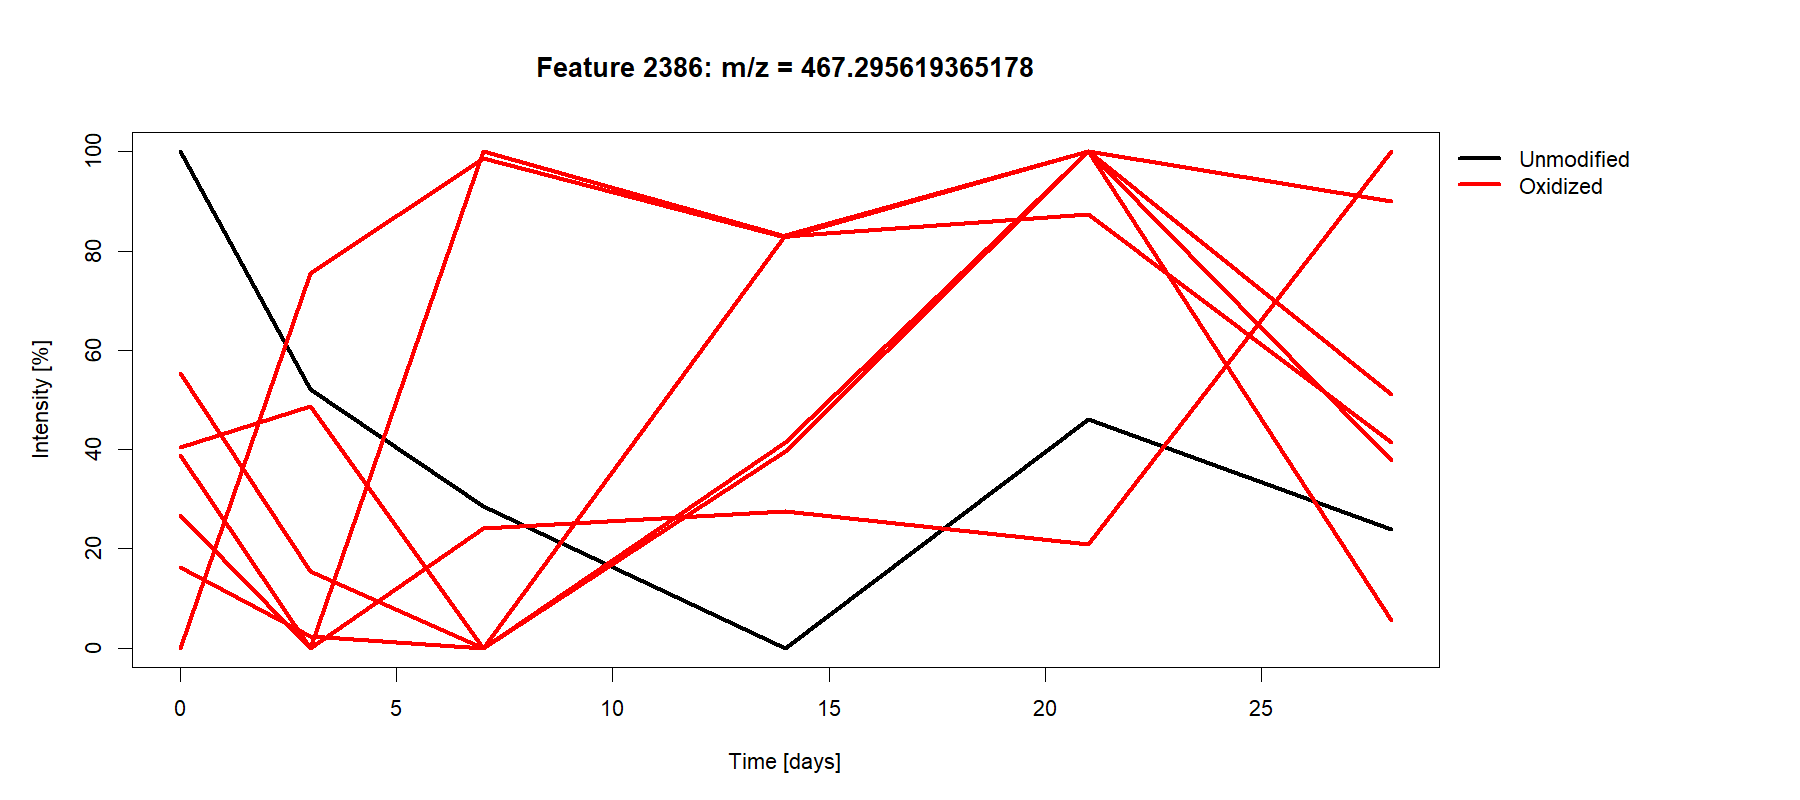 Feature 2386: m/z = 467.295619365178
Unmodified
Oxidized
Intensity [%]
100
80
60
40
20
0
0 5 10 15 20 25
Time [days]